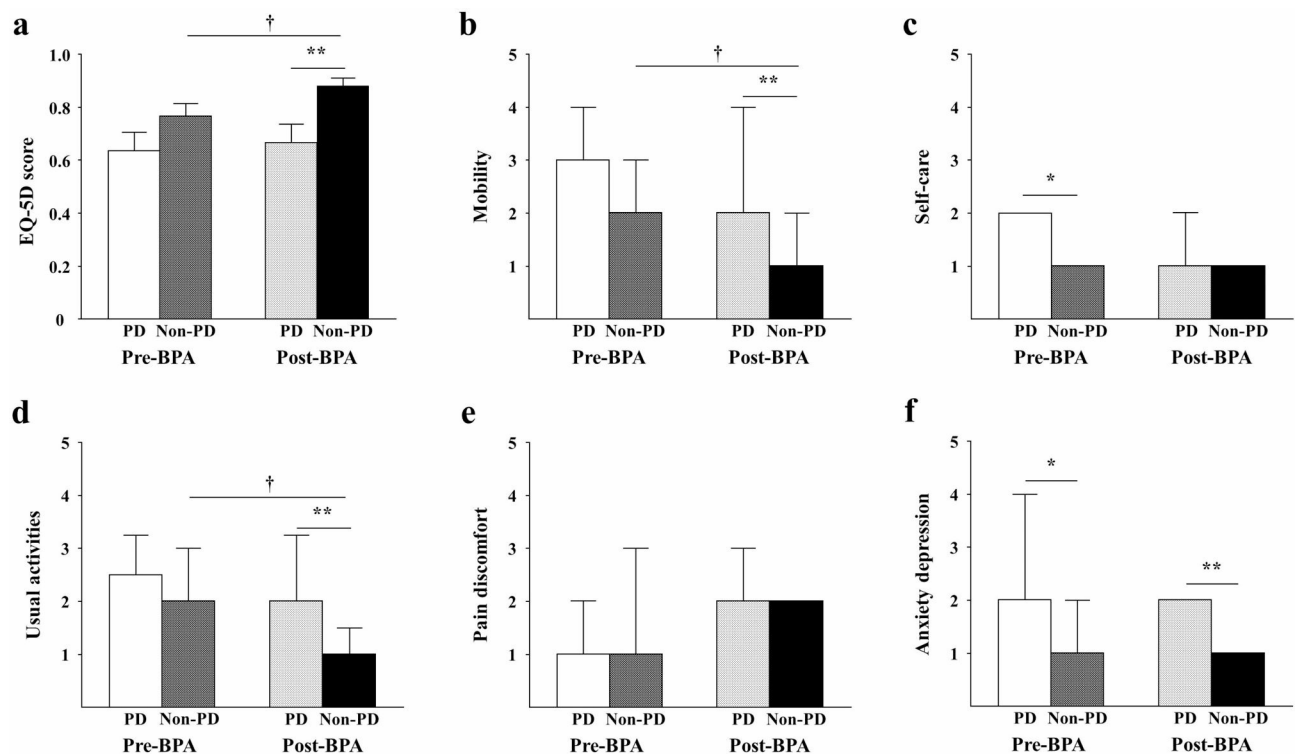 a
†
**
1.0
0.8
0.6
0.4
0.2
0
EQ-5D score
PD Non-PD PD Non-PD
Pre-BPA Post-BPA
b
†
**
5
4
3
2
1
Mobility
PD Non-PD PD Non-PD
Pre-BPA Post-BPA
c
*
5
4
3
2
1
Self-care
PD Non-PD PD Non-PD
Pre-BPA Post-BPA
d
†
**
5
4
3
2
1
Usual activities
PD Non-PD PD Non-PD
Pre-BPA Post-BPA
e
5
4
3
2
1
Pain discomfort
PD Non-PD PD Non-PD
Pre-BPA Post-BPA
f
*
**
5
4
3
2
1
Anxiety depression
PD Non-PD PD Non-PD
Pre-BPA Post-BPA